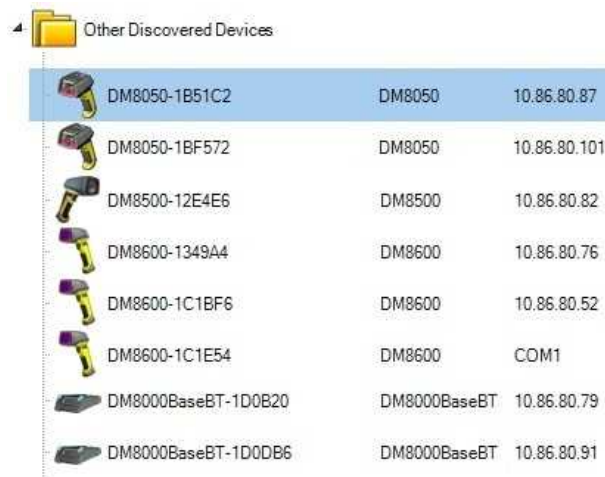 Other Discovered Devices
DM8050-1B51C2 DM8050 10.86.80.87
DM8050-1BF572 DM8050 10.86.80.101
DM8500-12E4E6 DM8500 10.86.80.82
DM8600-1349A4 DM8600 10.86.80.76
DM8600-1C1BF6 DM8600 10.86.80.52
DM8600-1C1E54 DM8600 COM1
DM8000BaseBT-1D0B20 DM8000BaseBT 10.86.80.79
DM8000BaseBT-1D0DB6 DM8000BaseBT 10.86.80.91